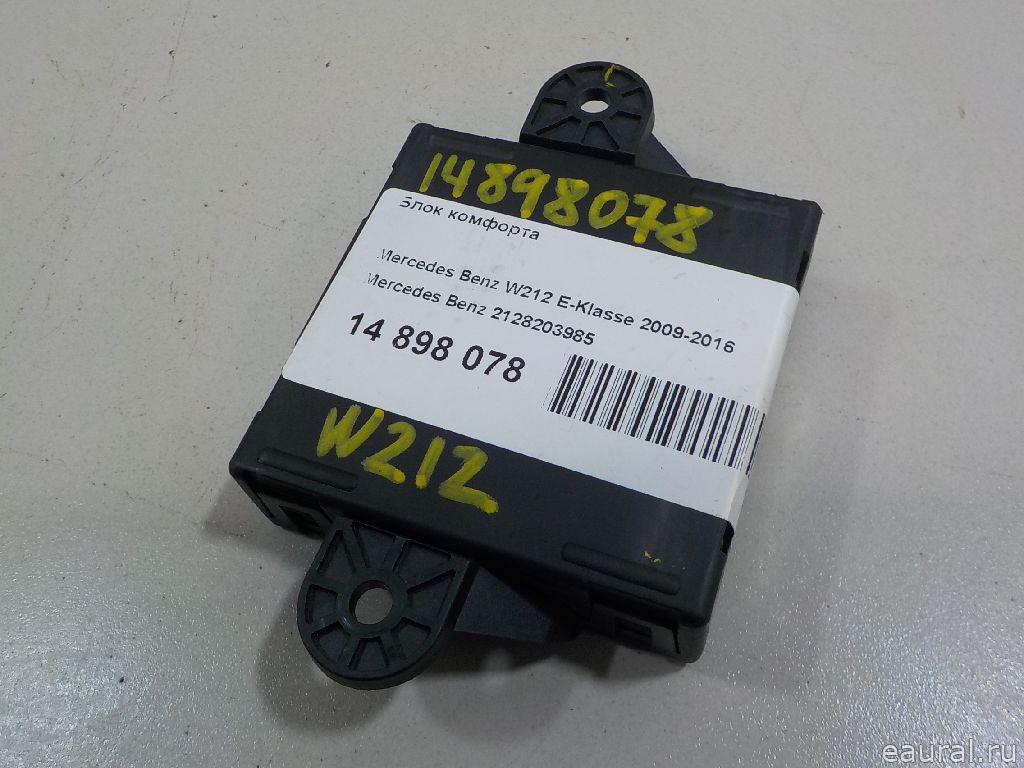 14898078
Блок комфорта
Mercedes Benz W212 E-Klasse 2009-2016
Mercedes Benz 2128203985
14 898 078
W212
eaural.ru